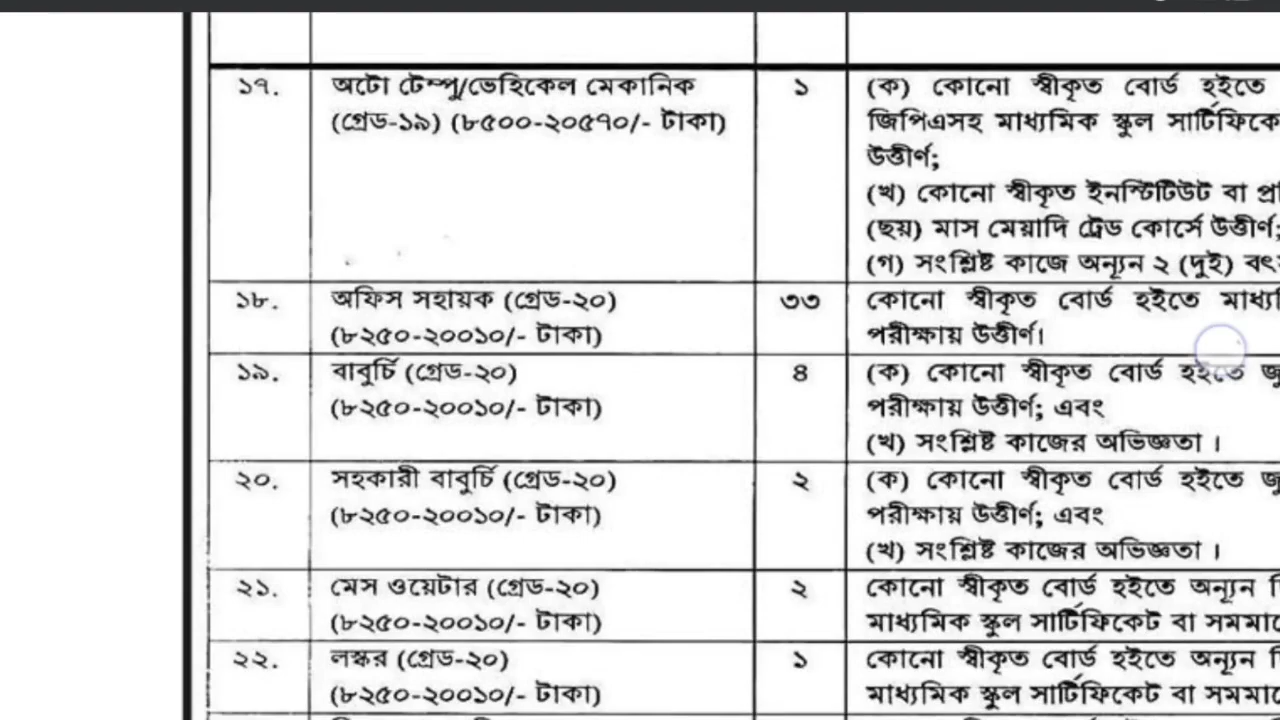 ১৭. অটো টেম্পু/ভেহিকেল মেকানিক ১ (ক) কোনো স্বীকৃত বোর্ড হইতে
(গ্রেড-১৯) (৮৫০০-২০৫৭০/- টাকা) জিপিএসহ মাধ্যমিক স্কুল
উত্তীর্ণ;
(খ) কোনো স্বীকৃত ইনস্টিটিউট বা
(ছয়) মাস মেয়াদি ট্রেড কোর্সে উত্তীর্ণ;
(গ) সংশ্লিষ্ট কাজে অন্যূন ২ (দুই)
১৮. অফিস সহায়ক (গ্রেড-২০) ৩৩ কোনো স্বীকৃত বোর্ড হইতে
(৮২৫০-২০০১০/- টাকা) পরীক্ষায় উত্তীর্ণ।
১৯. বাবুর্চি (গ্রেড-২০) ৪ (ক) কোনো স্বীকৃত বোর্ড হইতে
(৮২৫০-২০০১০/- টাকা) পরীক্ষায় উত্তীর্ণ; এবং
(খ) সংশ্লিষ্ট কাজের অভিজ্ঞতা ।
২০. সহকারী বাবুর্চি (গ্রেড-২০) ২ (ক) কোনো স্বীকৃত বোর্ড হইতে
(৮২৫০-২০০১০/- টাকা) পরীক্ষায় উত্তীর্ণ; এবং
(খ) সংশ্লিষ্ট কাজের অভিজ্ঞতা ।
২১. মেস ওয়েটার (গ্রেড-২০) ২ কোনো স্বীকৃত বোর্ড হইতে অন্যূন
(৮২৫০-২০০১০/- টাকা) মাধ্যমিক স্কুল সার্টিফিকেট বা
২২. লস্কর (গ্রেড-২০) ১ কোনো স্বীকৃত বোর্ড হইতে অন্যূন
(৮২৫০-২০০১০/- টাকা) মাধ্যমিক স্কুল সার্টিফিকেট বা